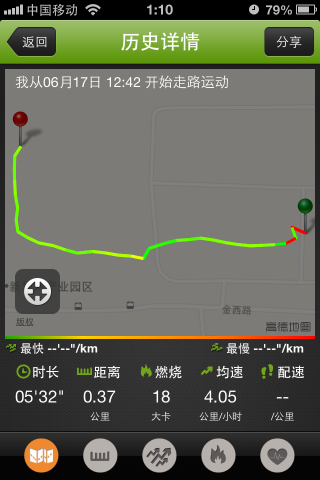 中国移动 1:10 79%
返回 历史详情 分享
我从06月17日 12:42 开始走路运动
业园区
金西路
版权 高德地图
最快 --'--"/km 最慢 --'--"/km
时长 距离 燃烧 均速 配速
05'32" 0.37 18 4.05 --
公里 大卡 公里/小时 /公里